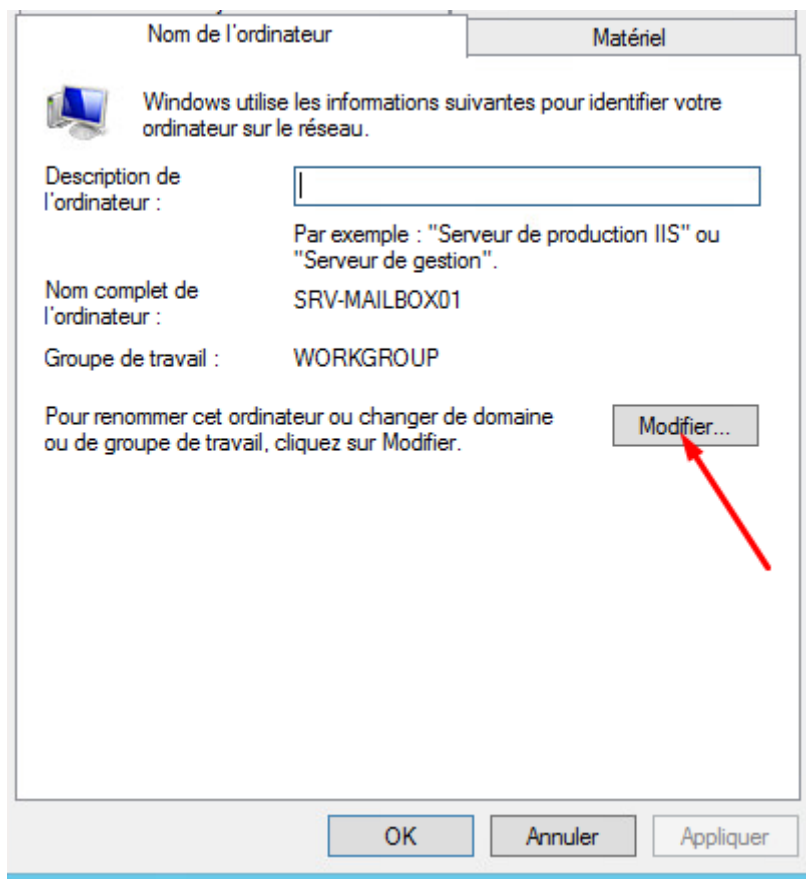 Nom de l'ordinateur
Matériel
Windows utilise les informations suivantes pour identifier votre
ordinateur sur le réseau.
Description de
l'ordinateur :
Par exemple : "Serveur de production IIS" ou
"Serveur de gestion".
Nom complet de
l'ordinateur :
SRV-MAILBOX01
Groupe de travail :
WORKGROUP
Pour renommer cet ordinateur ou changer de domaine
ou de groupe de travail, cliquez sur Modifier.
Modifier...
OK
Annuler
Appliquer